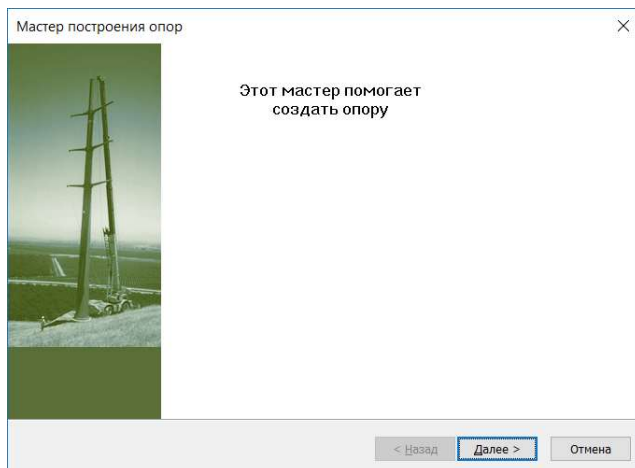 Мастер построения опор
Этот мастер помогает
создать опору
< Назад
Далее >
Отмена